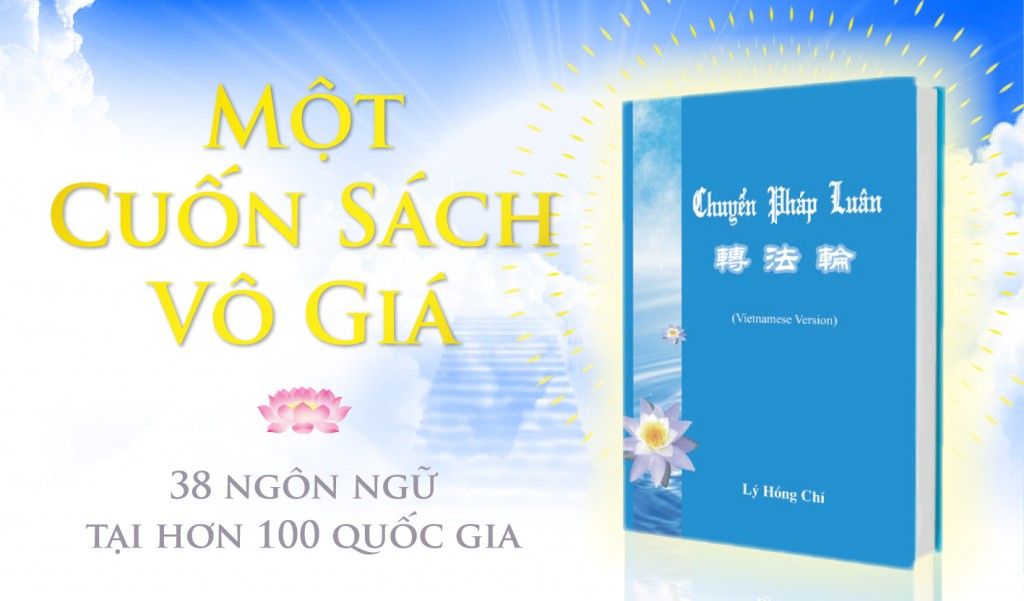 MỘT
CUỐN SÁCH
VÔ GIÁ
38 NGÔN NGỮ
TẠI HƠN 100 QUỐC GIA
Chuyển Pháp Luân
轉法輪
(Vietnamese Version)
Lý Hồng Chí